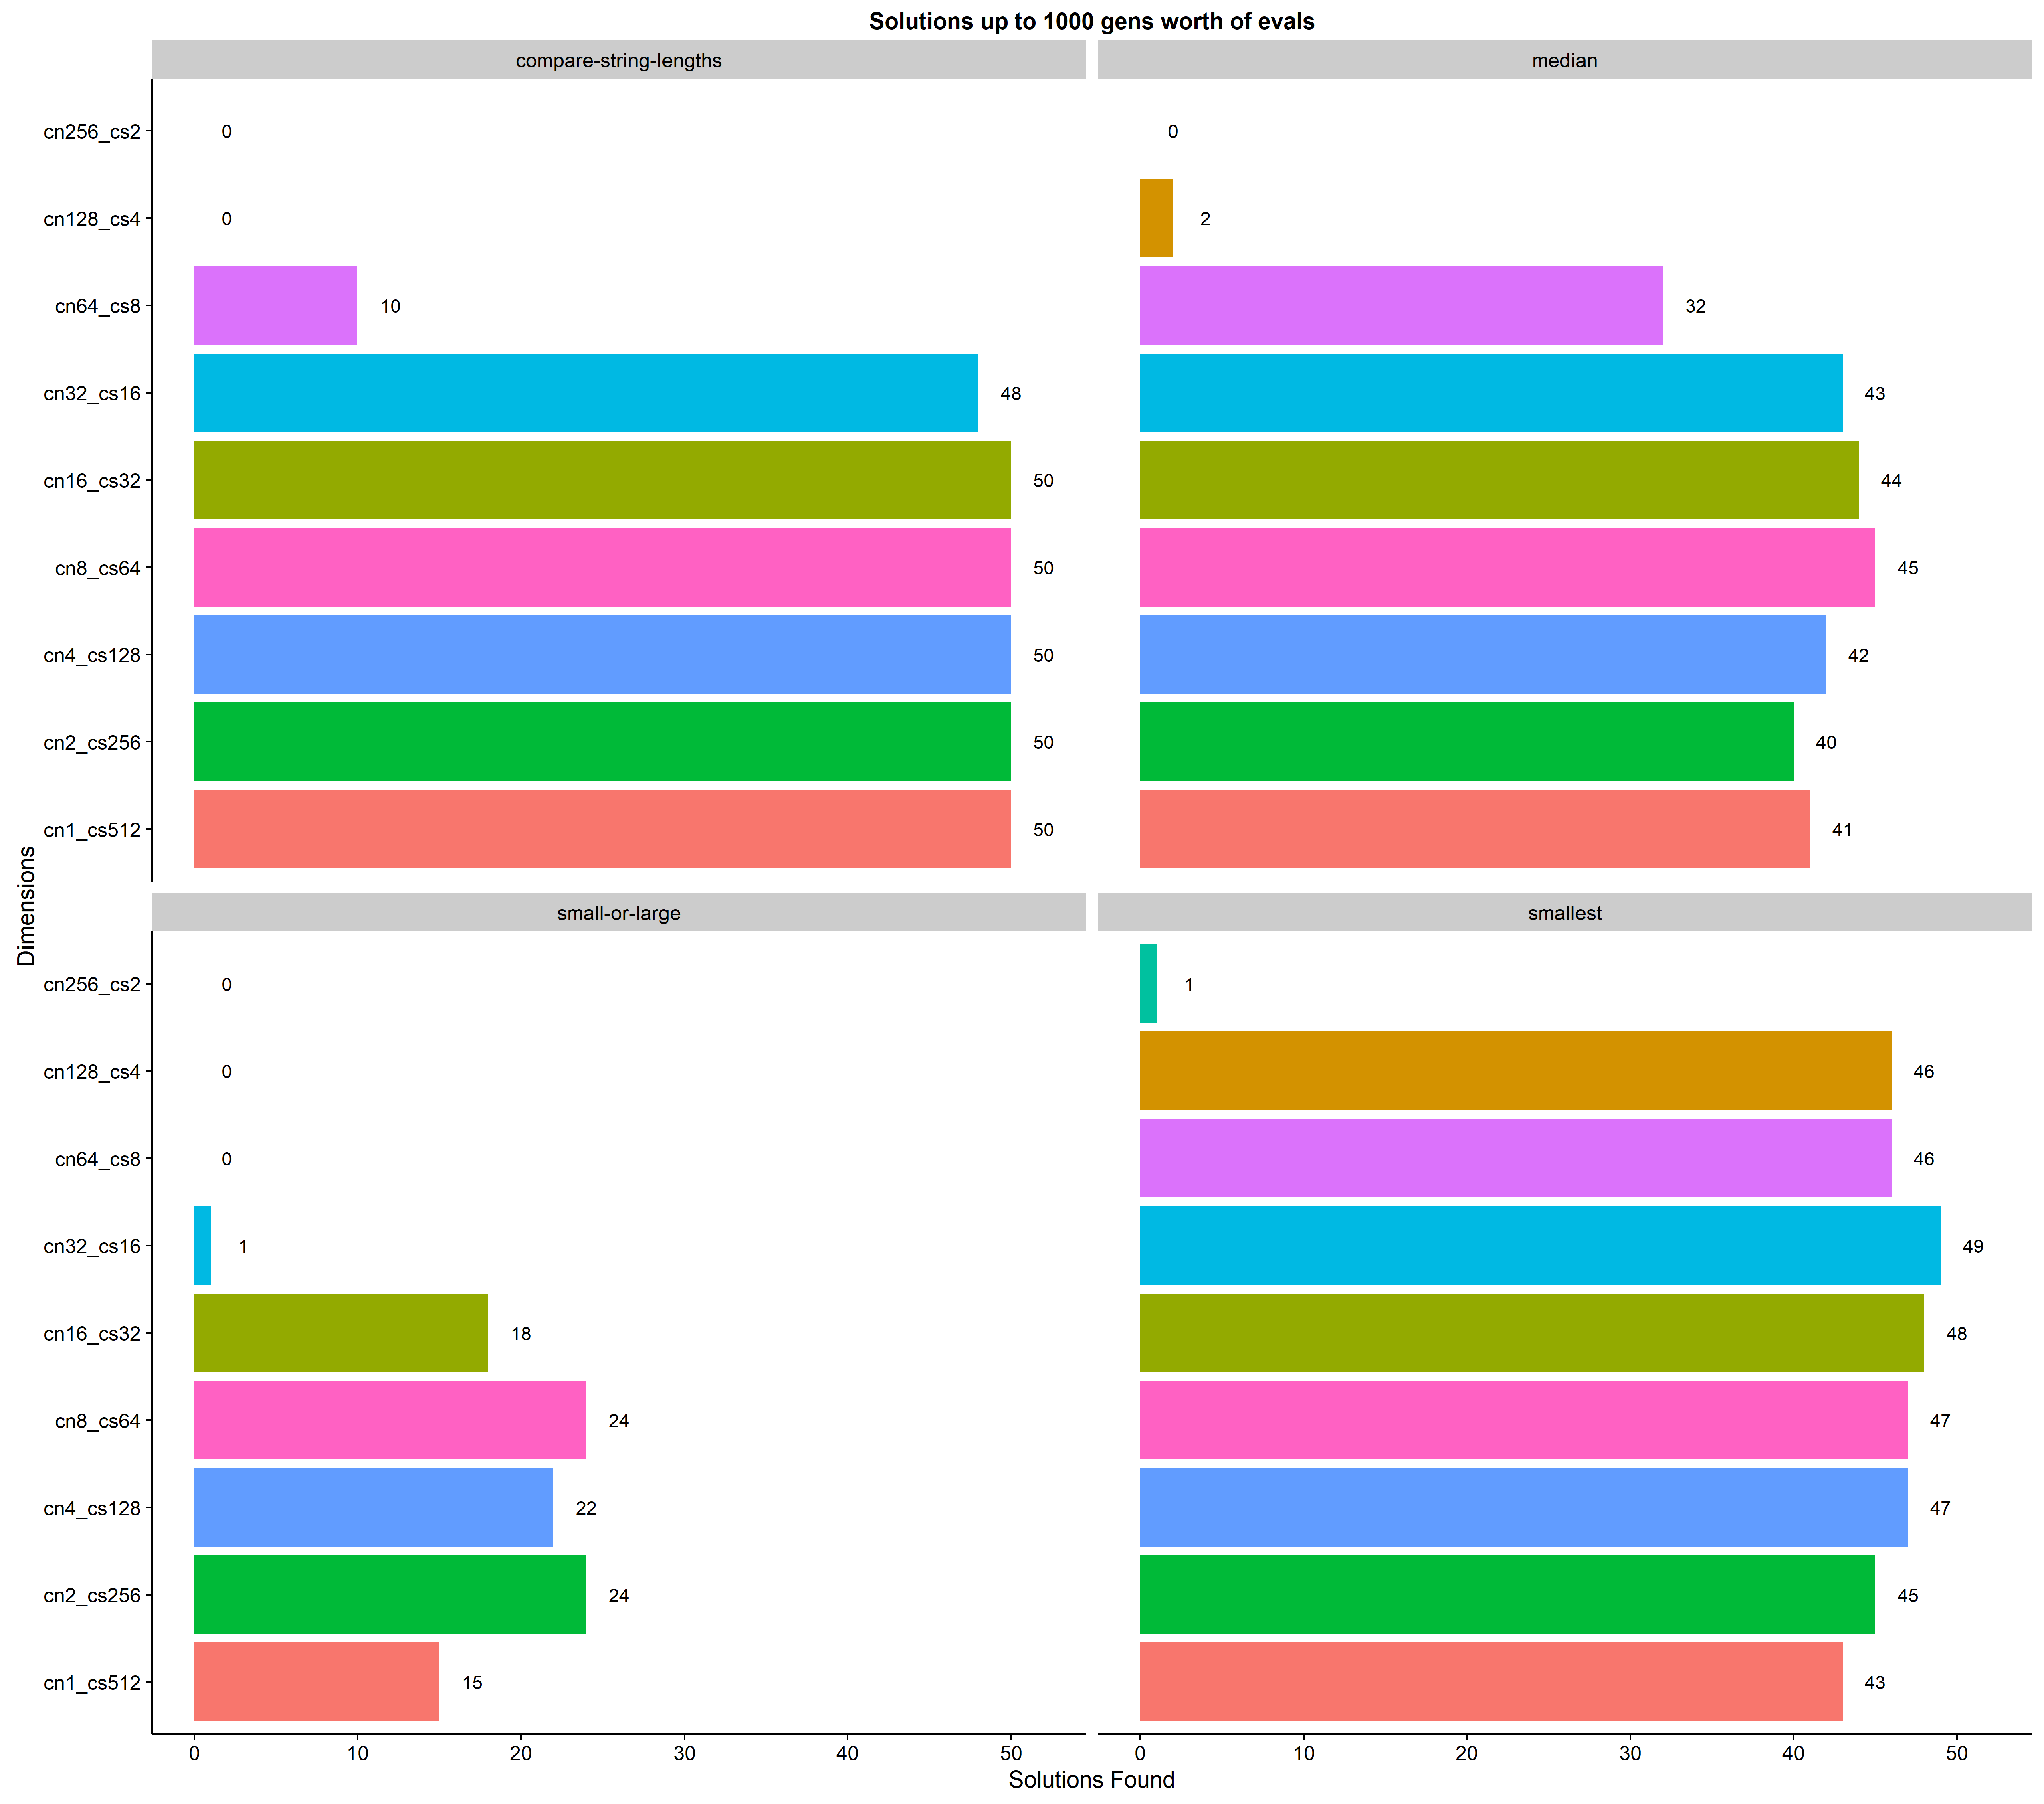 Solutions up to 1000 gens worth of evals
compare-string-lengths
median
Dimensions
cn256_cs2 0 0
cn128_cs4 0 2
cn64_cs8 10 32
cn32_cs16 48 43
cn16_cs32 50 44
cn8_cs64 50 45
cn4_cs128 50 42
cn2_cs256 50 40
cn1_cs512 50 41
small-or-large
smallest
cn256_cs2 0 1
cn128_cs4 0 46
cn64_cs8 0 46
cn32_cs16 1 49
cn16_cs32 18 48
cn8_cs64 24 47
cn4_cs128 22 47
cn2_cs256 24 45
cn1_cs512 15 43
0 10 20 30 40 50 0 10 20 30 40 50
Solutions Found